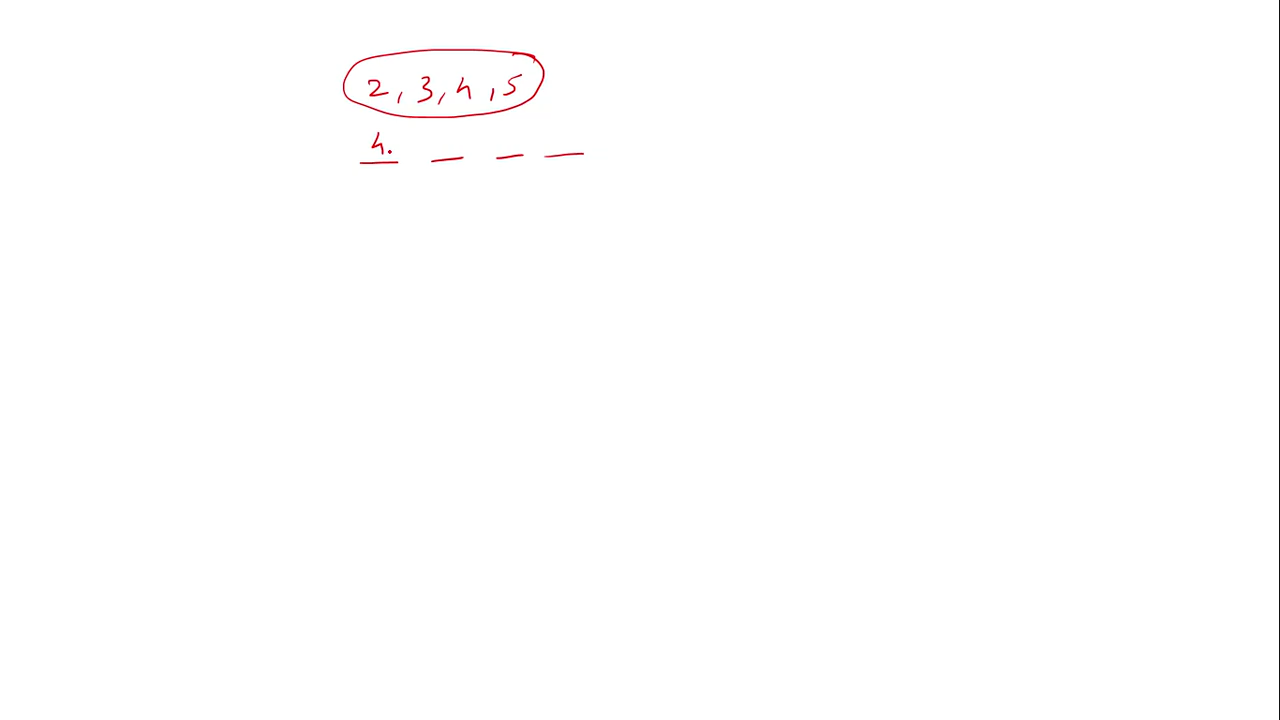 2, 3, 4, 5
4. _ _ _